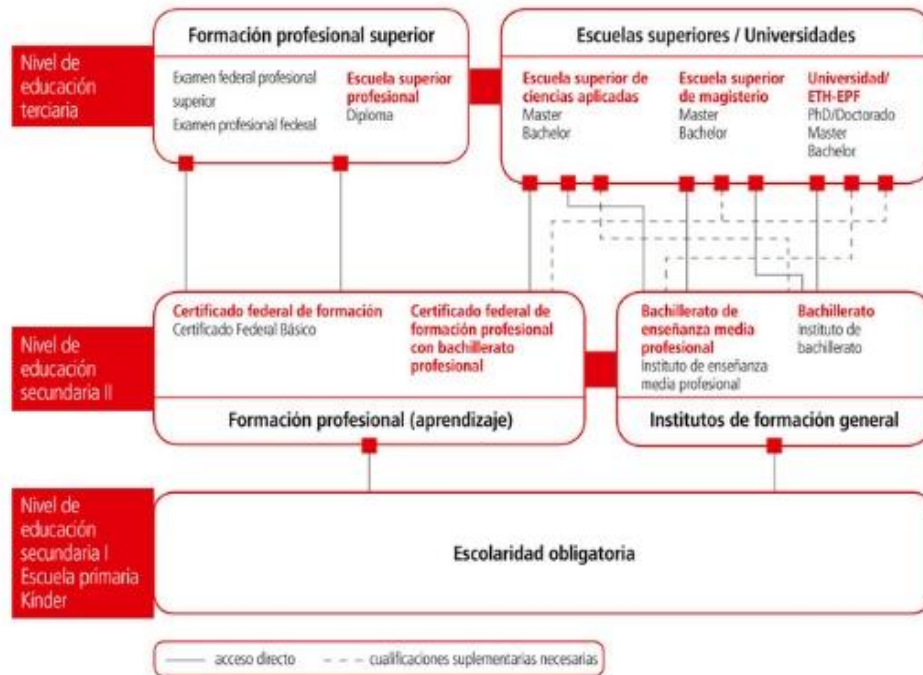 Nivel de
educación
terciaria
Formación profesional superior
Examen federal profesional
superior
Examen profesional federal
Escuela superior
profesional
Diploma
Escuelas superiores / Universidades
Escuela superior de
ciencias aplicadas
Master
Bachelor
Escuela superior
de magisterio
Master
Bachelor
Universidad/
ETH-EPF
PhD/Doctorado
Master
Bachelor
Nivel de
educación
secundaria II
Certificado federal de formación
Certificado Federal Básico
Certificado federal de
formación profesional
con bachillerato
profesional
Formación profesional (aprendizaje)
Bachillerato de
enseñanza media
profesional
Instituto de enseñanza
media profesional
Bachillerato
Instituto de
bachillerato
Institutos de formación general
Nivel de
educación
secundaria I
Escuela primaria
Kínder
Escolaridad obligatoria
acceso directo
cualificaciones suplementarias necesarias